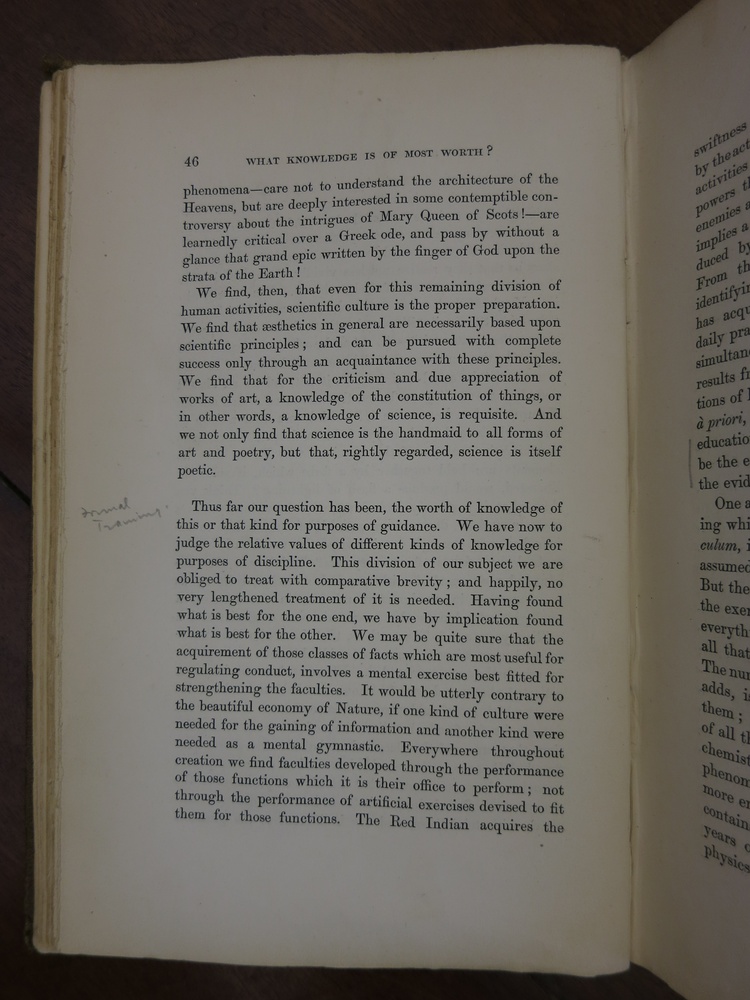 46 WHAT KNOWLEDGE IS OF MOST WORTH?
phenomena—care not to understand the architecture of the
Heavens, but are deeply interested in some contemptible con-
troversy about the intrigues of Mary Queen of Scots!—are
learnedly critical over a Greek ode, and pass by without a
glance that grand epic written by the finger of God upon the
strata of the Earth!
We find, then, that even for this remaining division of
human activities, scientific culture is the proper preparation.
We find that æsthetics in general are necessarily based upon
scientific principles; and can be pursued with complete
success only through an acquaintance with these principles.
We find that for the criticism and due appreciation of
works of art, a knowledge of the constitution of things, or
in other words, a knowledge of science, is requisite. And
we not only find that science is the handmaid to all forms of
art and poetry, but that, rightly regarded, science is itself
poetic.
Formal
Training.
Thus far our question has been, the worth of knowledge of
this or that kind for purposes of guidance. We have now to
judge the relative values of different kinds of knowledge for
purposes of discipline. This division of our subject we are
obliged to treat with comparative brevity; and happily, no
very lengthened treatment of it is needed. Having found
what is best for the one end, we have by implication found
what is best for the other. We may be quite sure that the
acquirement of those classes of facts which are most useful for
regulating conduct, involves a mental exercise best fitted for
strengthening the faculties. It would be utterly contrary to
the beautiful economy of Nature, if one kind of culture were
needed for the gaining of information and another kind were
needed as a mental gymnastic. Everywhere throughout
creation we find faculties developed through the performance
of those functions which it is their office to perform; not
through the performance of artificial exercises devised to fit
them for those functions. The Red Indian acquires the
swiftness
by the act
activities
powers
enemies
implies a
duced by
From
identifyin
has acqu
daily pra
simultan
results
tions of
à priori,
educatio
be the e
the evid
One a
ing whi
culum, i
assumed
But the
the exer
everyth
all that
The nu
adds, i
them;
of all
chemist
phenom
more
contain
years
physics